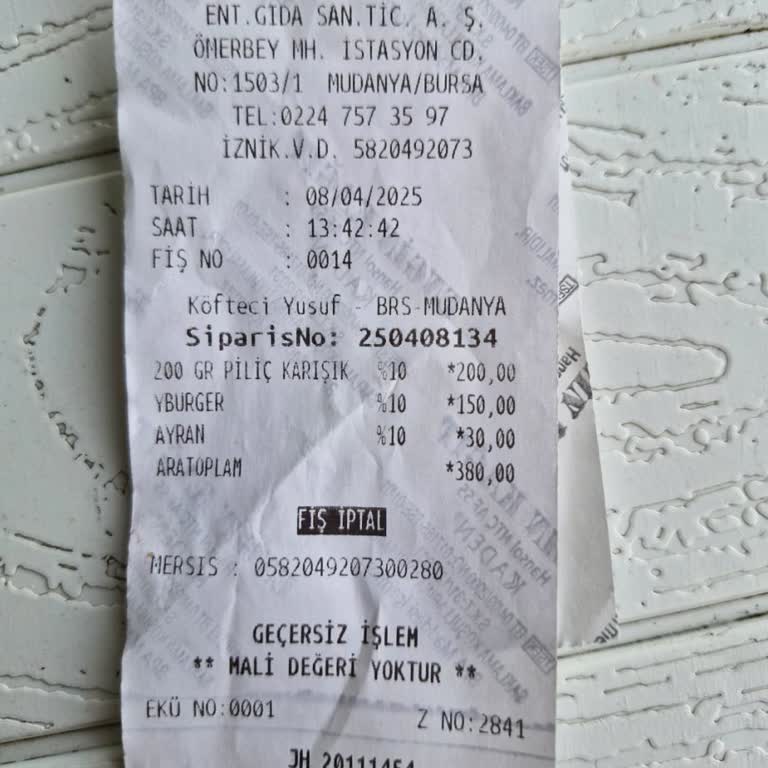 ENT.GIDA SAN.TİC. A. Ş.
ÖMERBEY MH. İSTASYON CD.
NO:1503/1 MUDANYA/BURSA
TEL:0224 757 35 97
İZNİK.V.D. 5820492073
TARİH : 08/04/2025
SAAT : 13:42:42
FİŞ NO : 0014
Köfteci Yusuf - BRS-MUDANYA
SiparisNo: 250408134
200 GR PİLİÇ KARIŞIK %10 *200,00
YBURGER %10 *150,00
AYRAN %10 *30,00
ARATOPLAM *380,00
FİŞ İPTAL
MERSIS : 0582049207300280
GEÇERSİZ İŞLEM
** MALİ DEĞERİ YOKTUR **
EKÜ NO:0001
Z NO:2841
JH 20111464